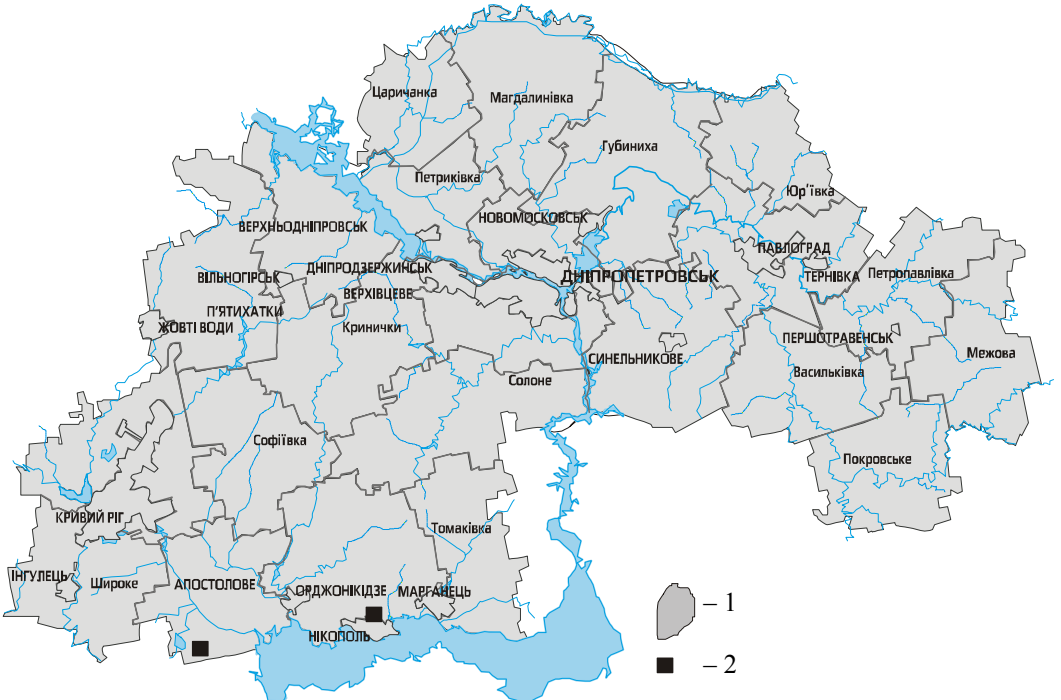 Царичанка
Магдалинівка
Губиниха
Петриківка
Юр'ївка
НОВОМОСКОВСЬК
ВЕРХНЬОДНІПРОВСЬК
ПАВЛОГРАД
ДНІПРОДЗЕРЖИНСЬК
ДНІПРОПЕТРОВСЬК
ВІЛЬНОГІРСЬК
ТЕРНІВКА
Петропавлівка
ВЕРХІВЦЕВЕ
П'ЯТИХАТКИ
ЖОВТІ ВОДИ
Кринички
ПЕРШОТРАВЕНСЬК
Межова
СИНЕЛЬНИКОВЕ
Васильківка
Солоне
Софіївка
Покровське
КРИВИЙ РІГ
Томаківка
ІНГУЛЕЦЬ
Широке
АПОСТОЛОВЕ
ОРДЖОНІКІДЗЕ
МАРГАНЕЦЬ
– 1
НІКОПОЛЬ
– 2